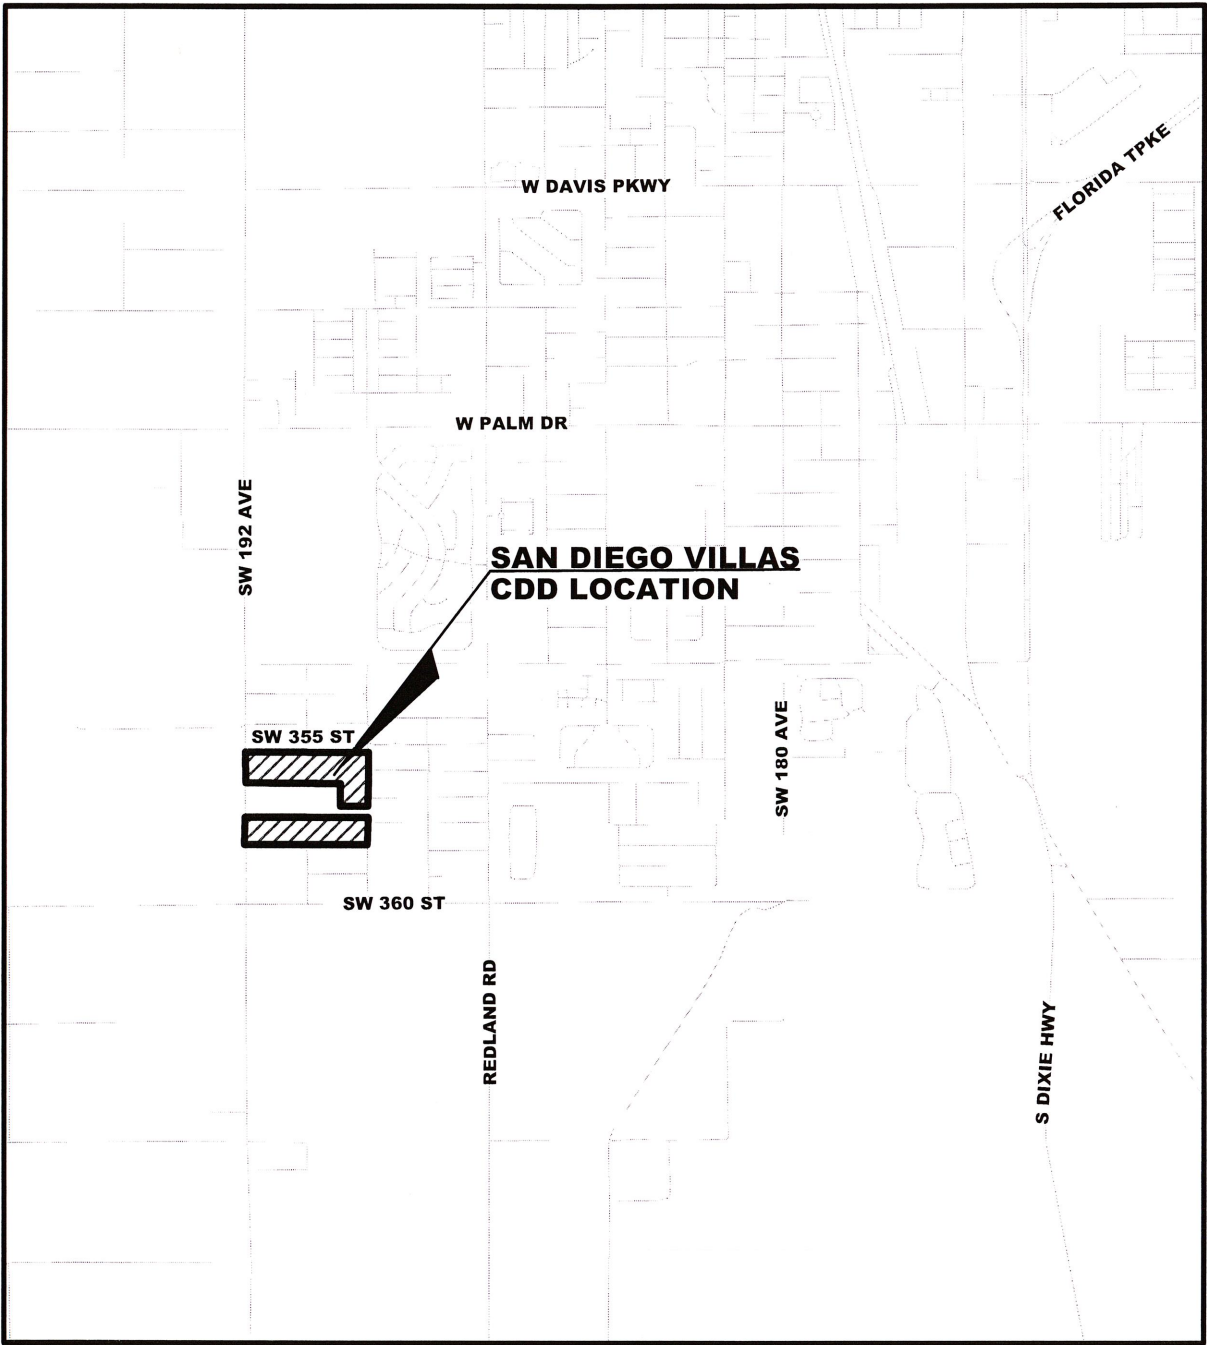 W DAVIS PKWY
FLORIDA TPKE
W PALM DR
SW 192 AVE
SAN DIEGO VILLAS
CDD LOCATION
SW 355 ST
SW 180 AVE
SW 360 ST
REDLAND RD
S DIXIE HWY